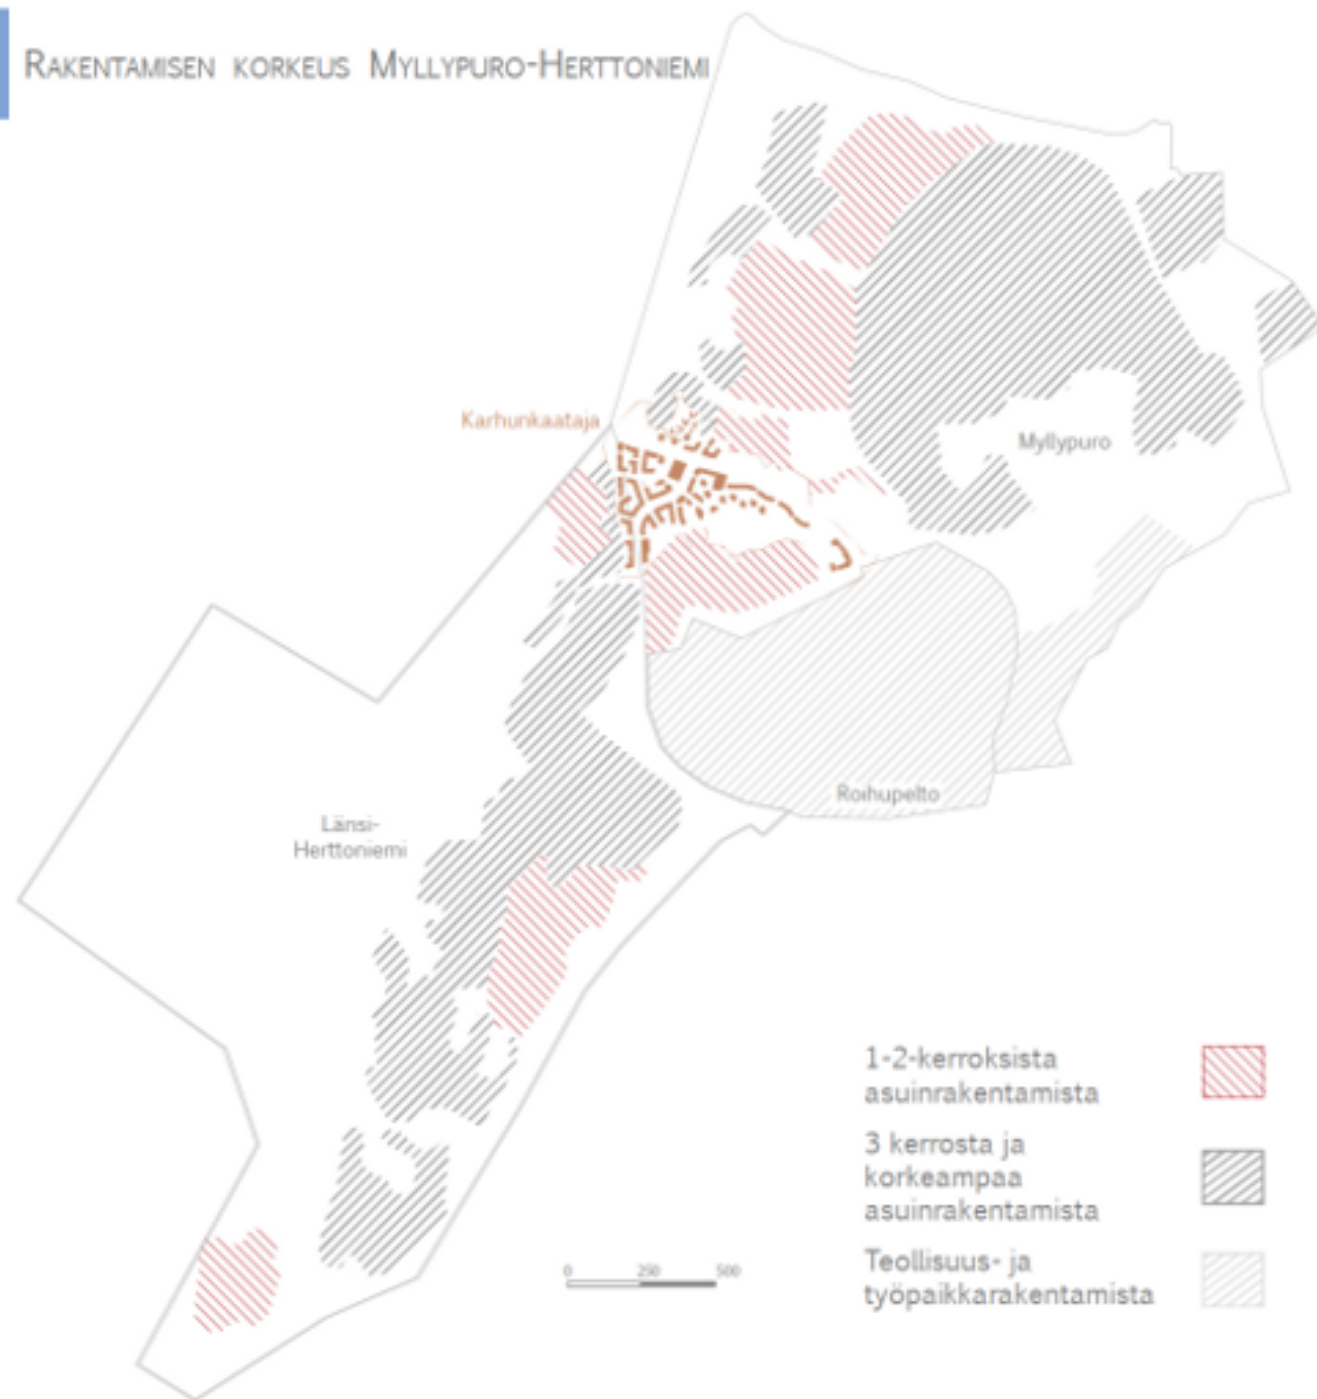 RAKENTAMISEN KORKEUS MYLLYPURO-HERTTONIEMI
Karhunkaataja
Myllypuro
Roihupelto
Länsi-
Herttoniemi
1-2-kerroksista
asuinrakentamista
3 kerrosta ja
korkeampaa
asuinrakentamista
Teollisuus- ja
työpaikkarakentamista
0 250 500